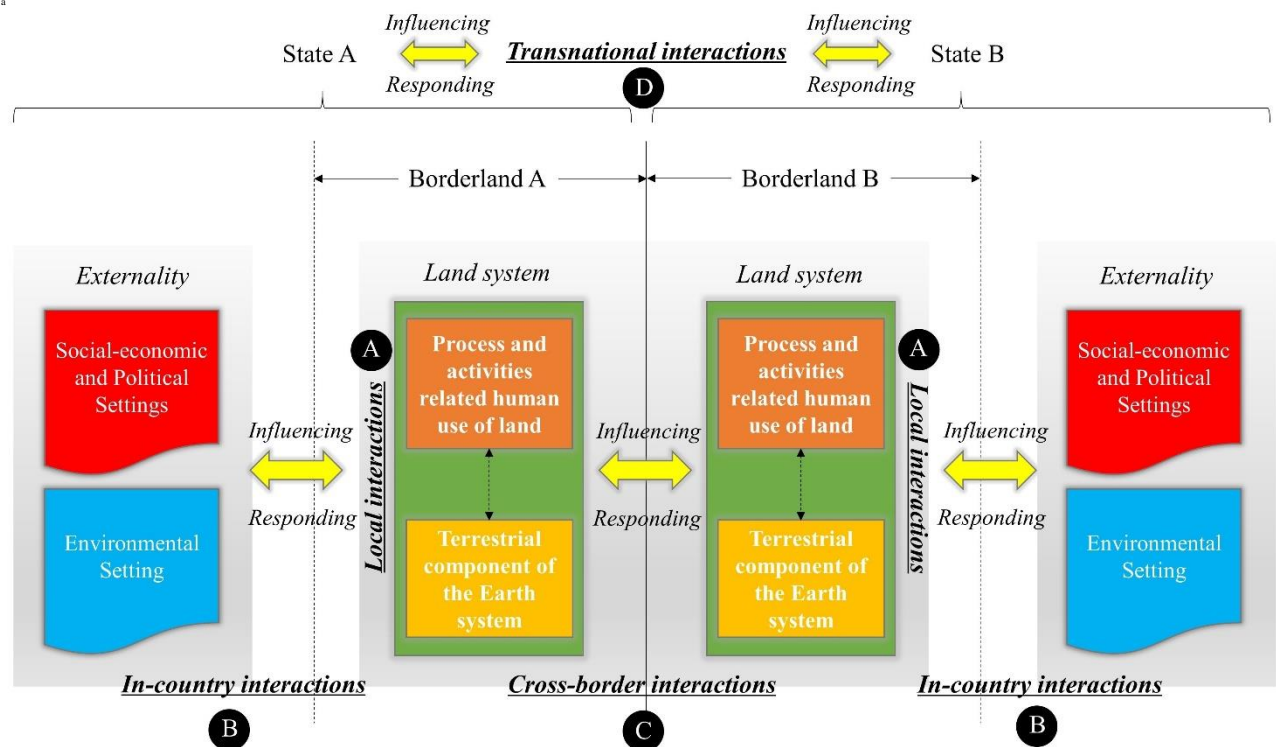 a
Influencing
Influencing
State A
Transnational interactions
State B
Responding
Responding
D
Borderland A
Borderland B
Externality
Social-economic
and Political
Settings
Environmental
Setting
Influencing
Responding
In-country interactions
B
Land system
A
Local interactions
Process and
activities
related human
use of land
Terrestrial
component of
the Earth
system
Influencing
Responding
Cross-border interactions
C
Land system
Process and
activities
related human
use of land
Terrestrial
component of
the Earth
system
A
Local interactions
Influencing
Responding
In-country interactions
B
Externality
Social-economic
and Political
Settings
Environmental
Setting